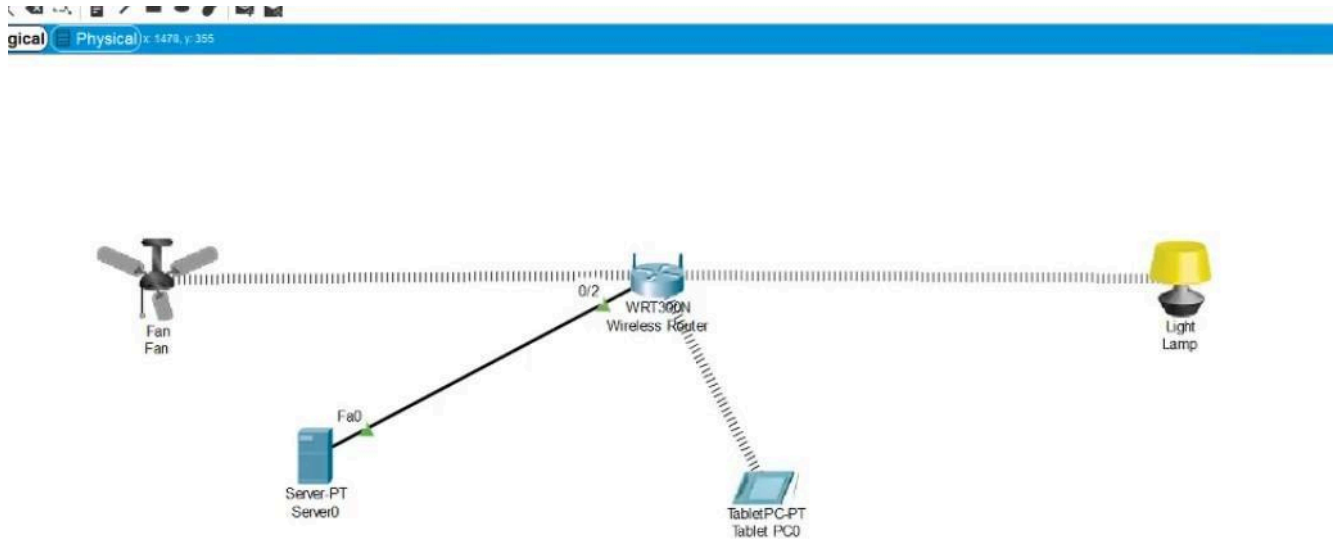 gical Physical x: 1478, y: 355
0/2
WRT300N
Wireless Router
Fan
Fan
Light
Lamp
Fa0
Server-PT
Server0
TabletPC-PT
Tablet PC0